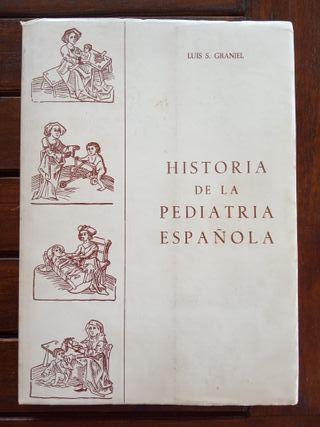 LUIS S. GRANJEL
HISTORIA
DE LA
PEDIATRIA
ESPAÑOLA